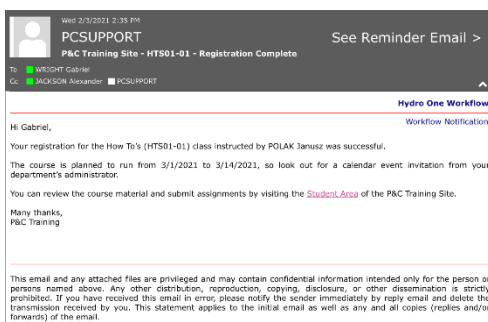 Wed 2/3/2021 2:35 PM
PCSUPPORT
See Reminder Email >
P&C Training Site - HTS01-01 - Registration Complete
To WRIGHT Gabriel
Cc JACKSON Alexander PCSUPPORT
Hydro One Workflow
Workflow Notification
Hi Gabriel,
Your registration for the How To's (HTS01-01) class instructed by POLAK Janusz was successful.
The course is planned to run from 3/1/2021 to 3/14/2021, so look out for a calendar event invitation from your
department's administrator.
You can review the course material and submit assignments by visiting the Student Area of the P&C Training Site.
Many thanks,
P&C Training
This email and any attached files are privileged and may contain confidential information intended only for the person or
persons named above. Any other distribution, reproduction, copying, disclosure, or other dissemination is strictly
prohibited. If you have received this email in error, please notify the sender immediately by reply email and delete the
transmission received by you. This statement applies to the initial email as well as any and all copies (replies and/or
forwards) of the email.